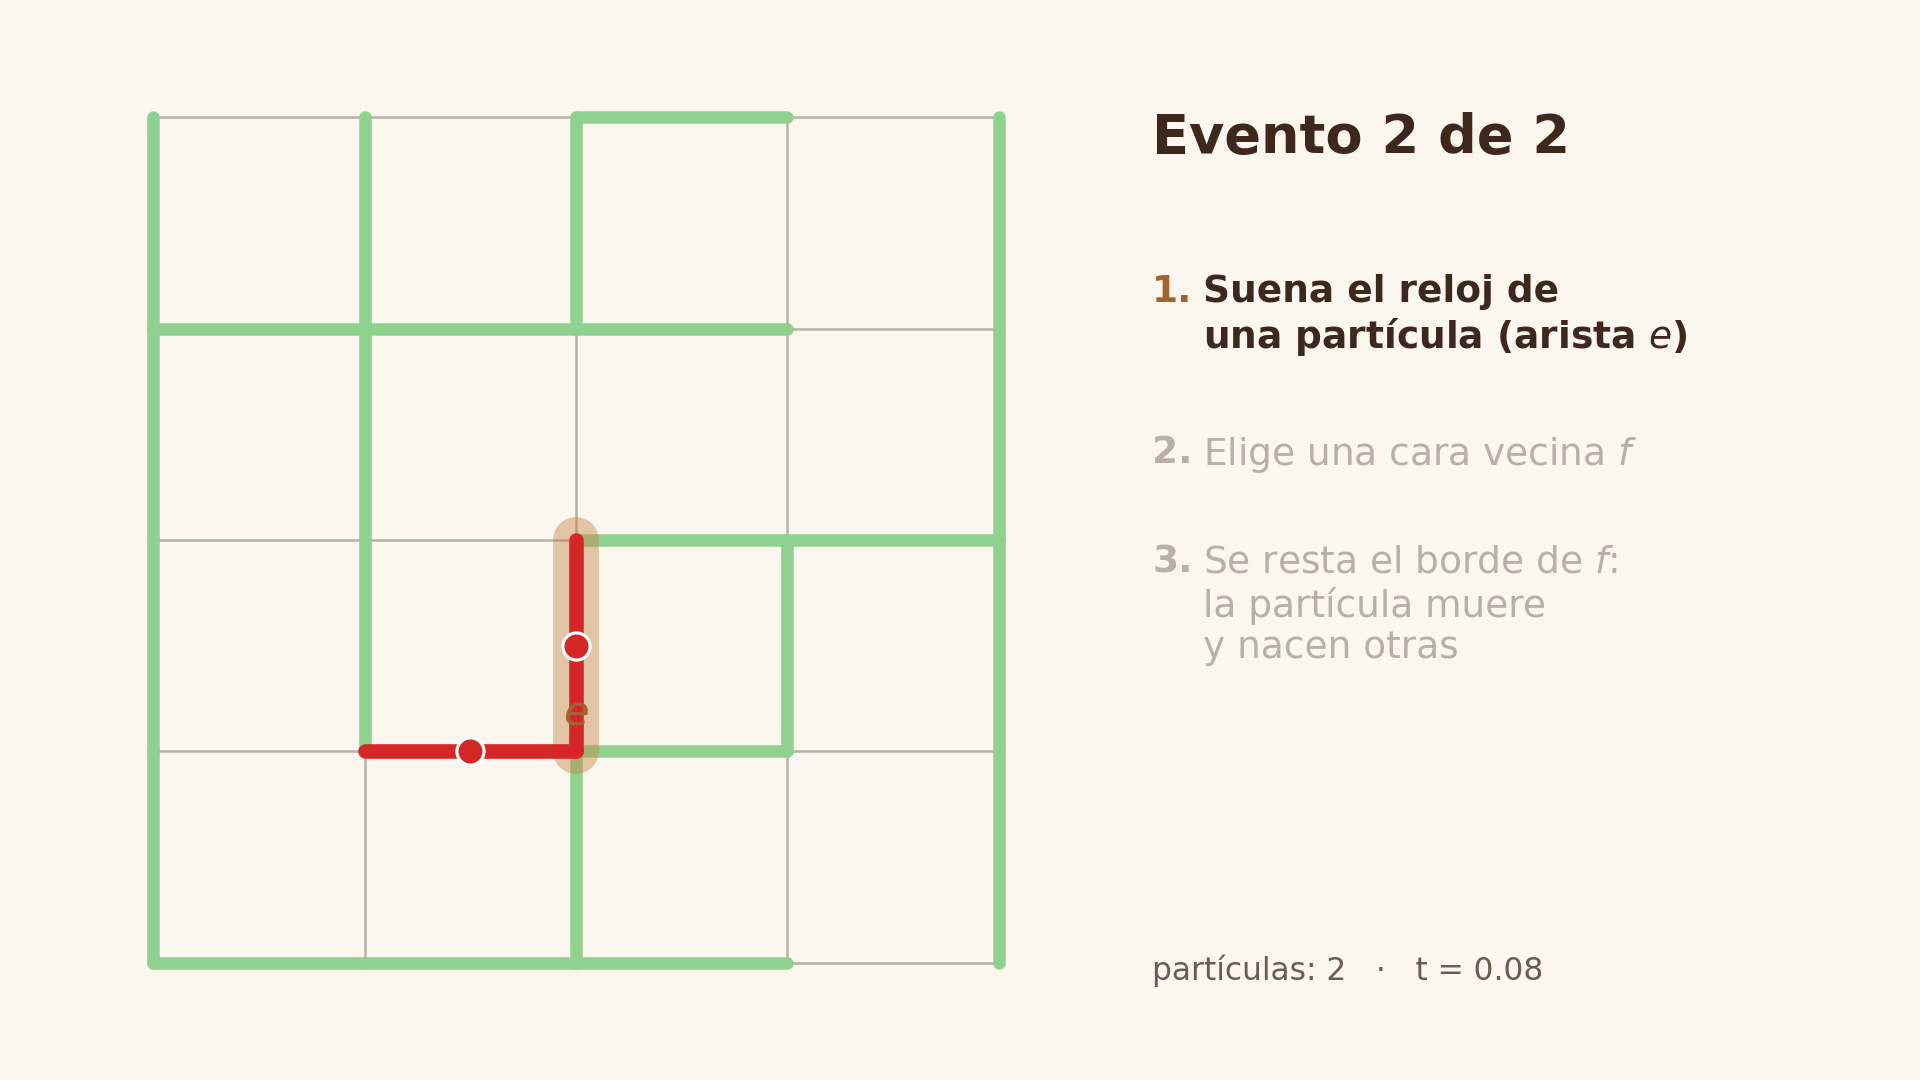 Evento 2 de 2
1. Suena el reloj de
una partícula (arista e)
2. Elige una cara vecina f
3. Se resta el borde de f:
la partícula muere
y nacen otras
e
partículas: 2 · t = 0.08